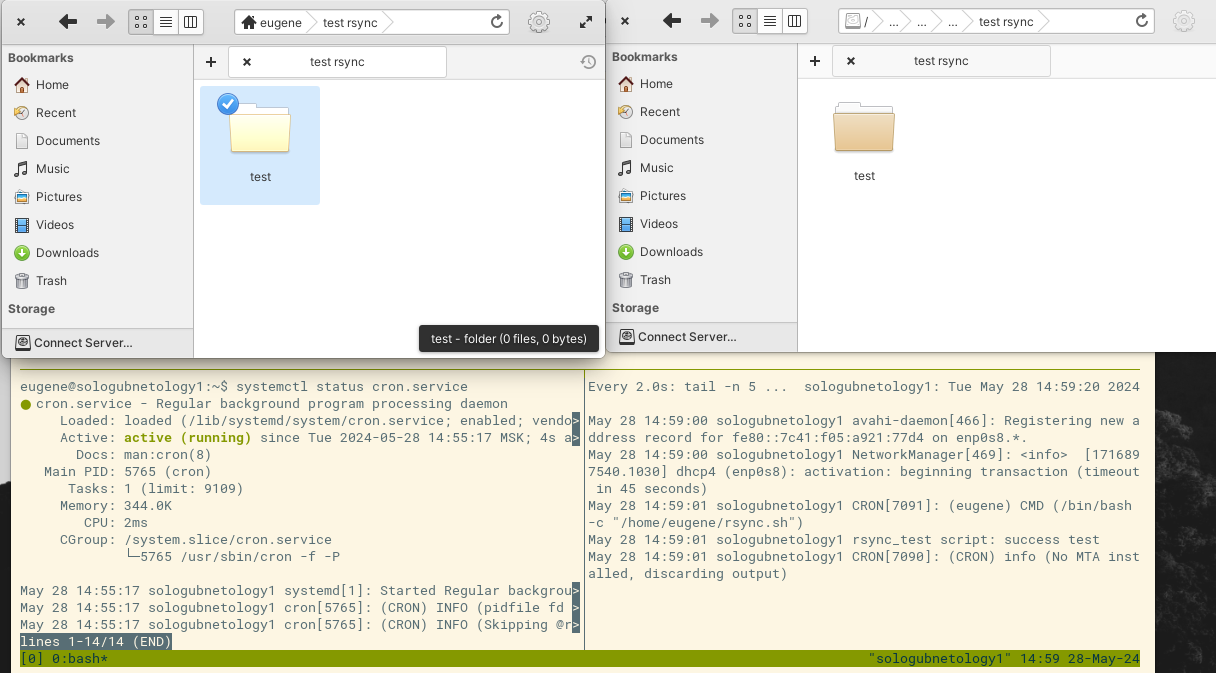 eugene
test rsync
test rsync
Bookmarks
Home
Recent
Documents
Music
Pictures
Videos
Downloads
Trash
Storage
Connect Server...
test
test - folder (0 files, 0 bytes)
/
...
...
...
test rsync
test rsync
Bookmarks
Home
Recent
Documents
Music
Pictures
Videos
Downloads
Trash
Storage
Connect Server...
test
eugene@sologubnetology1:~$ systemctl status cron.service
● cron.service - Regular background program processing daemon
Loaded: loaded (/lib/systemd/system/cron.service; enabled; vendo>
Active: active (running) since Tue 2024-05-28 14:55:17 MSK; 4s a>
Docs: man:cron(8)
Main PID: 5765 (cron)
Tasks: 1 (limit: 9109)
Memory: 344.0K
CPU: 2ms
CGroup: /system.slice/cron.service
└─5765 /usr/sbin/cron -f -P
May 28 14:55:17 sologubnetology1 systemd[1]: Started Regular backgrou>
May 28 14:55:17 sologubnetology1 cron[5765]: (CRON) INFO (pidfile fd >
May 28 14:55:17 sologubnetology1 cron[5765]: (CRON) INFO (Skipping @r>
lines 1-14/14 (END)
Every 2.0s: tail -n 5 ...  sologubnetology1: Tue May 28 14:59:20 2024
May 28 14:59:00 sologubnetology1 avahi-daemon[466]: Registering new a
ddress record for fe80::7c41:f05:a921:77d4 on enp0s8.*.
May 28 14:59:00 sologubnetology1 NetworkManager[469]: <info>  [171689
7540.1030] dhcp4 (enp0s8): activation: beginning transaction (timeout
in 45 seconds)
May 28 14:59:01 sologubnetology1 CRON[7091]: (eugene) CMD (/bin/bash
-c "/home/eugene/rsync.sh")
May 28 14:59:01 sologubnetology1 rsync_test script: success test
May 28 14:59:01 sologubnetology1 CRON[7090]: (CRON) info (No MTA inst
alled, discarding output)
[0] 0:bash*
"sologubnetology1" 14:59 28-May-24